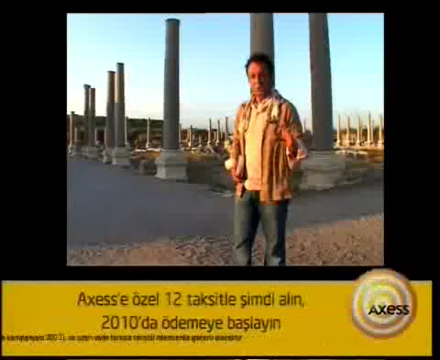 Axess'e özel 12 taksitle şimdi alın,
2010'da ödemeye başlayın
AXESS